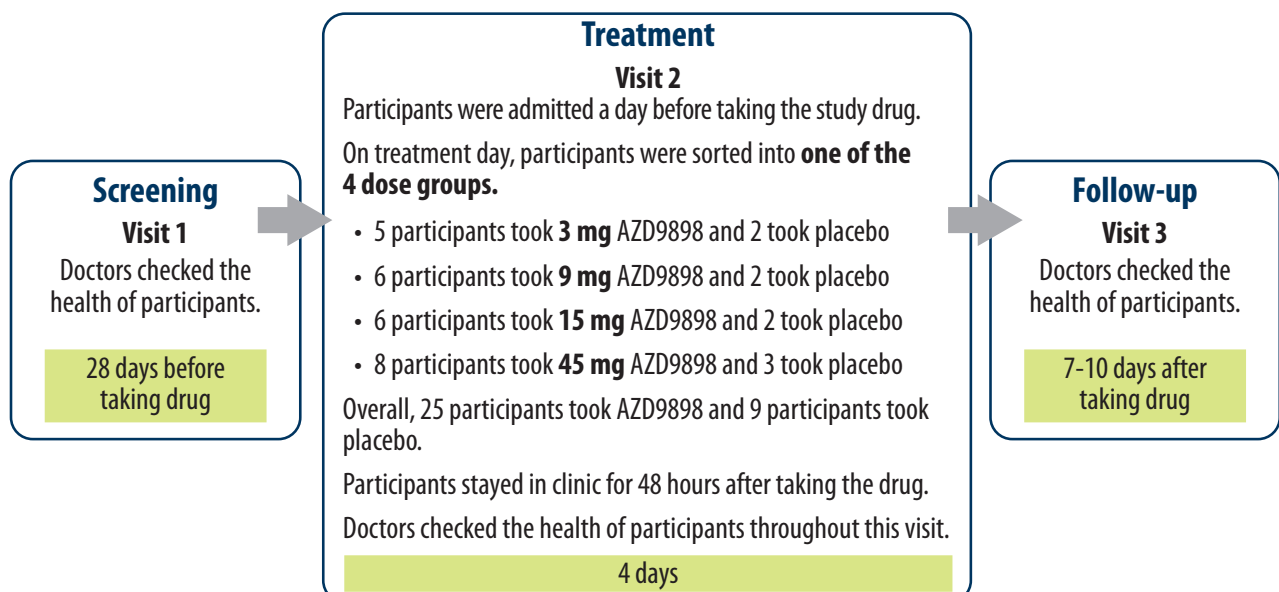 Screening
Visit 1
Doctors checked the
health of participants.
28 days before
taking drug
Treatment
Visit 2
Participants were admitted a day before taking the study drug.
On treatment day, participants were sorted into one of the
4 dose groups.
• 5 participants took 3 mg AZD9898 and 2 took placebo
• 6 participants took 9 mg AZD9898 and 2 took placebo
• 6 participants took 15 mg AZD9898 and 2 took placebo
• 8 participants took 45 mg AZD9898 and 3 took placebo
Overall, 25 participants took AZD9898 and 9 participants took
placebo.
Participants stayed in clinic for 48 hours after taking the drug.
Doctors checked the health of participants throughout this visit.
4 days
Follow-up
Visit 3
Doctors checked the
health of participants.
7-10 days after
taking drug